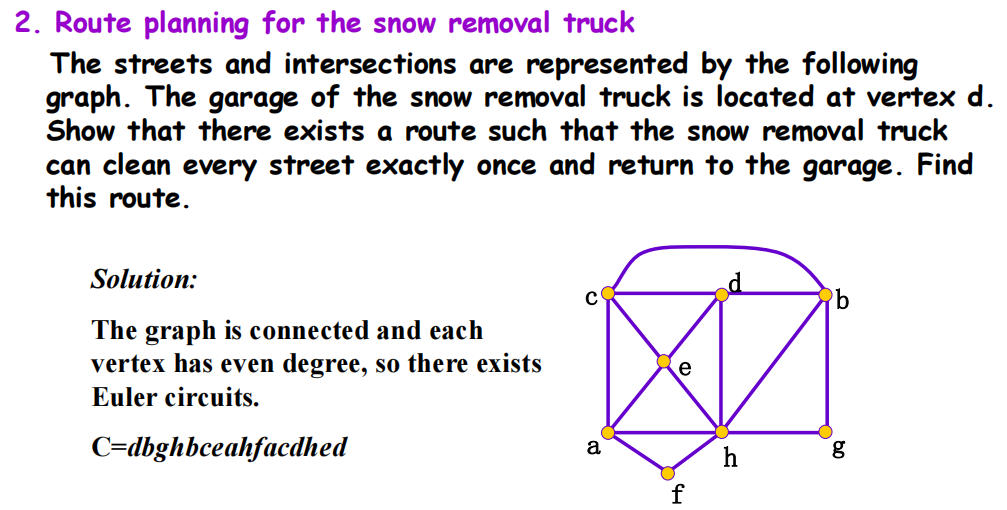 2. Route planning for the snow removal truck
The streets and intersections are represented by the following
graph. The garage of the snow removal truck is located at vertex d.
Show that there exists a route such that the snow removal truck
can clean every street exactly once and return to the garage. Find
this route.
Solution:
The graph is connected and each
vertex has even degree, so there exists
Euler circuits.
C=dbghbceahfacdhed
c
d
b
e
a
h
g
f